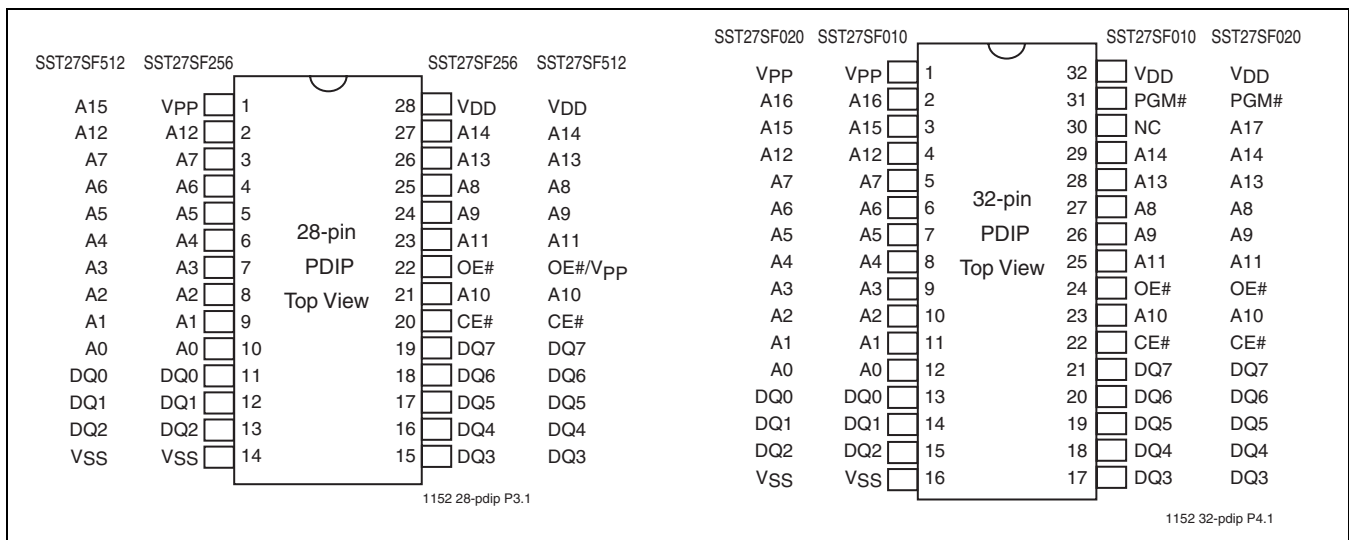 SST27SF512 SST27SF256 SST27SF256 SST27SF512
A15 VPP 1 28 VDD VDD
A12 A12 2 27 A14 A14
A7 A7 3 26 A13 A13
A6 A6 4 25 A8 A8
A5 A5 5 24 A9 A9
A4 A4 6 28-pin 23 A11 A11
A3 A3 7 PDIP 22 OE# OE#/VPP
A2 A2 8 Top View 21 A10 A10
A1 A1 9 20 CE# CE#
A0 A0 10 19 DQ7 DQ7
DQ0 DQ0 11 18 DQ6 DQ6
DQ1 DQ1 12 17 DQ5 DQ5
DQ2 DQ2 13 16 DQ4 DQ4
VSS VSS 14 15 DQ3 DQ3
1152 28-pdip P3.1
SST27SF020 SST27SF010 SST27SF010 SST27SF020
VPP VPP 1 32 VDD VDD
A16 A16 2 31 PGM# PGM#
A15 A15 3 30 NC A17
A12 A12 4 29 A14 A14
A7 A7 5 28 A13 A13
A6 A6 6 32-pin 27 A8 A8
A5 A5 7 PDIP 26 A9 A9
A4 A4 8 Top View 25 A11 A11
A3 A3 9 24 OE# OE#
A2 A2 10 23 A10 A10
A1 A1 11 22 CE# CE#
A0 A0 12 21 DQ7 DQ7
DQ0 DQ0 13 20 DQ6 DQ6
DQ1 DQ1 14 19 DQ5 DQ5
DQ2 DQ2 15 18 DQ4 DQ4
VSS VSS 16 17 DQ3 DQ3
1152 32-pdip P4.1